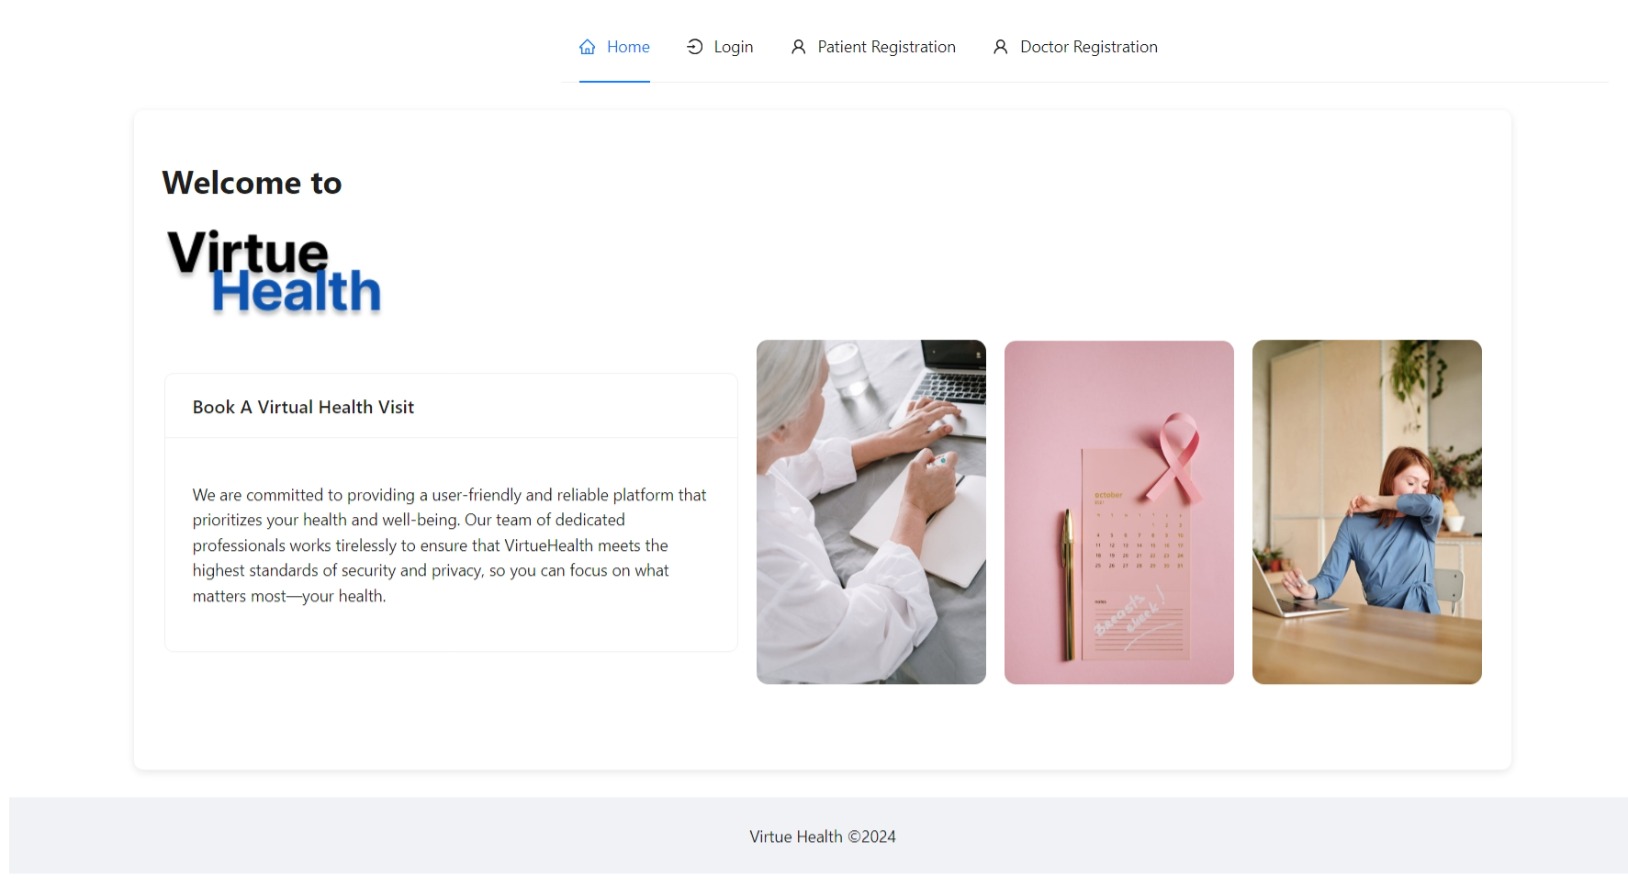 Home Login Patient Registration Doctor Registration
Welcome to
Virtue
Health
Book A Virtual Health Visit
We are committed to providing a user-friendly and reliable platform that
prioritizes your health and well-being. Our team of dedicated
professionals works tirelessly to ensure that VirtueHealth meets the
highest standards of security and privacy, so you can focus on what
matters most—your health.
october
Virtue Health ©2024